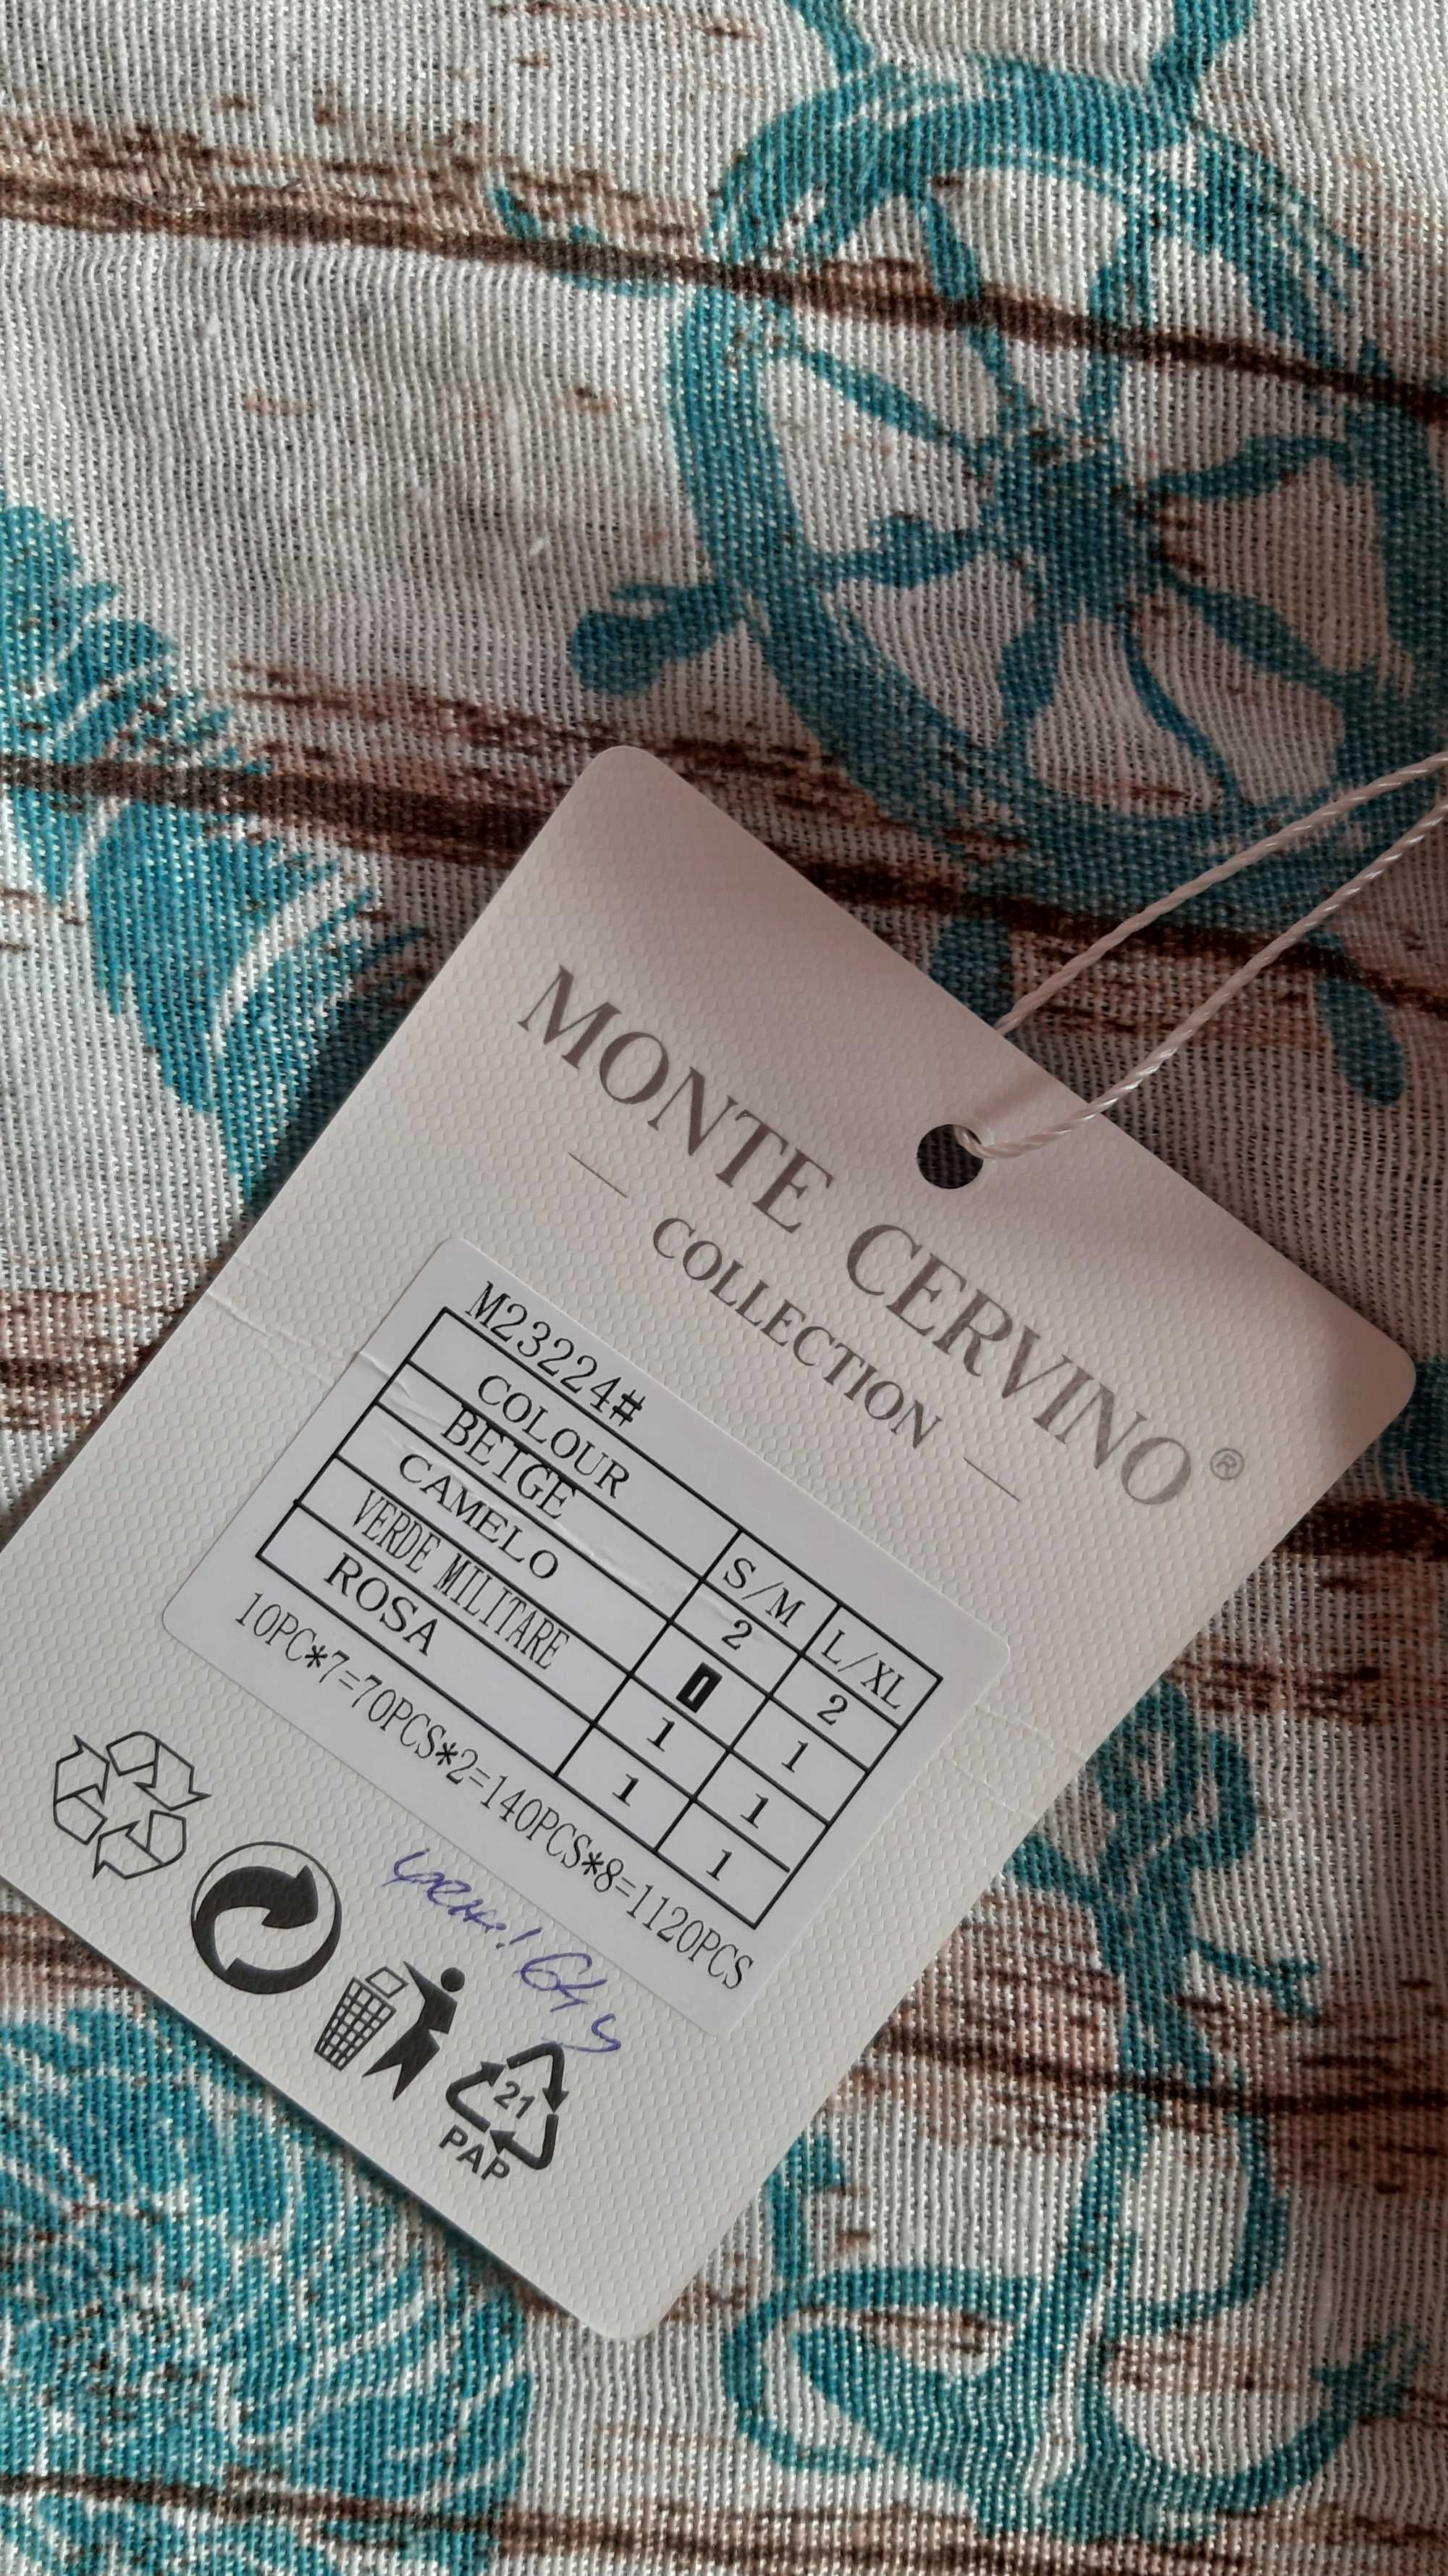 MONTE CERVINO®
COLLECTION
M23224#
COLOUR S/M L/XL
BEIGE 2 2
CAMELO 1
VERDE MILITARE 1 1
ROSA 1 1
10PC*7=70PCS*2=140PCS*8=1120PCS
21
PAP